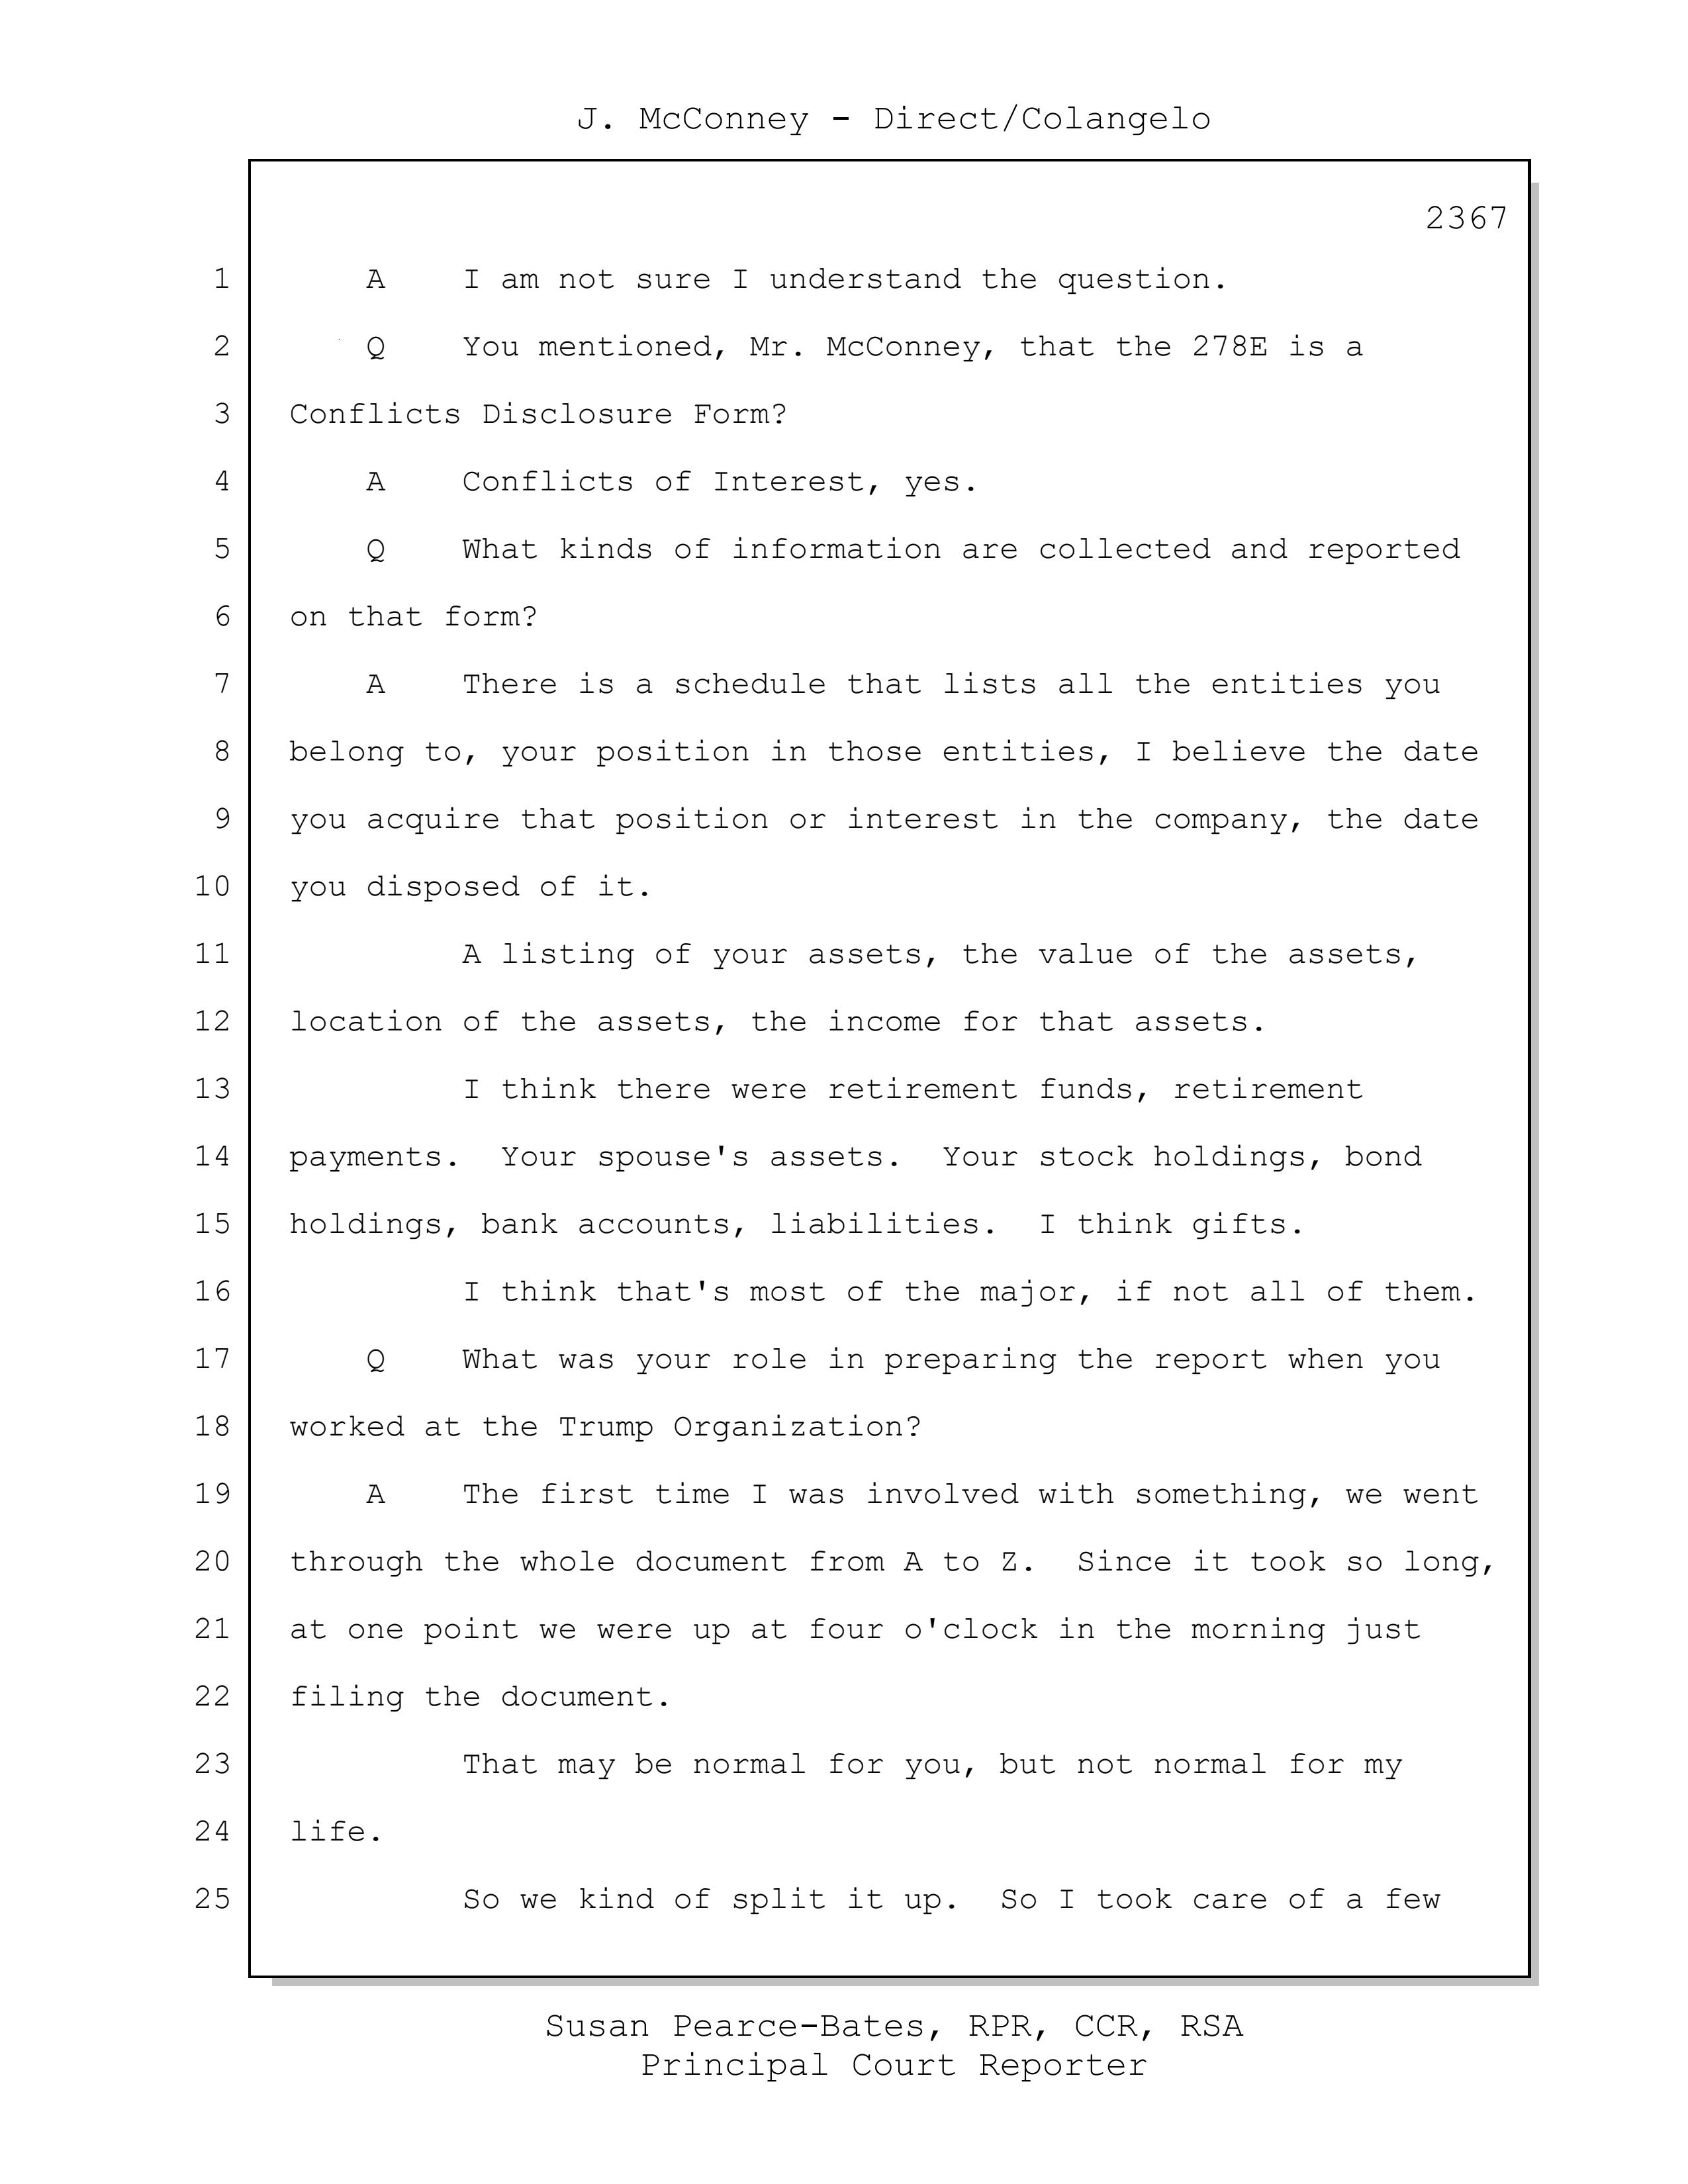 J. McConney - Direct/Colangelo
2367
1 A I am not sure I understand the question.
2 Q You mentioned, Mr. McConney, that the 278E is a
3 Conflicts Disclosure Form?
4 A Conflicts of Interest, yes.
5 Q What kinds of information are collected and reported
6 on that form?
7 A There is a schedule that lists all the entities you
8 belong to, your position in those entities, I believe the date
9 you acquire that position or interest in the company, the date
10 you disposed of it.
11 A listing of your assets, the value of the assets,
12 location of the assets, the income for that assets.
13 I think there were retirement funds, retirement
14 payments. Your spouse's assets. Your stock holdings, bond
15 holdings, bank accounts, liabilities. I think gifts.
16 I think that's most of the major, if not all of them.
17 Q What was your role in preparing the report when you
18 worked at the Trump Organization?
19 A The first time I was involved with something, we went
20 through the whole document from A to Z. Since it took so long,
21 at one point we were up at four o'clock in the morning just
22 filing the document.
23 That may be normal for you, but not normal for my
24 life.
25 So we kind of split it up. So I took care of a few
Susan Pearce-Bates, RPR, CCR, RSA
Principal Court Reporter